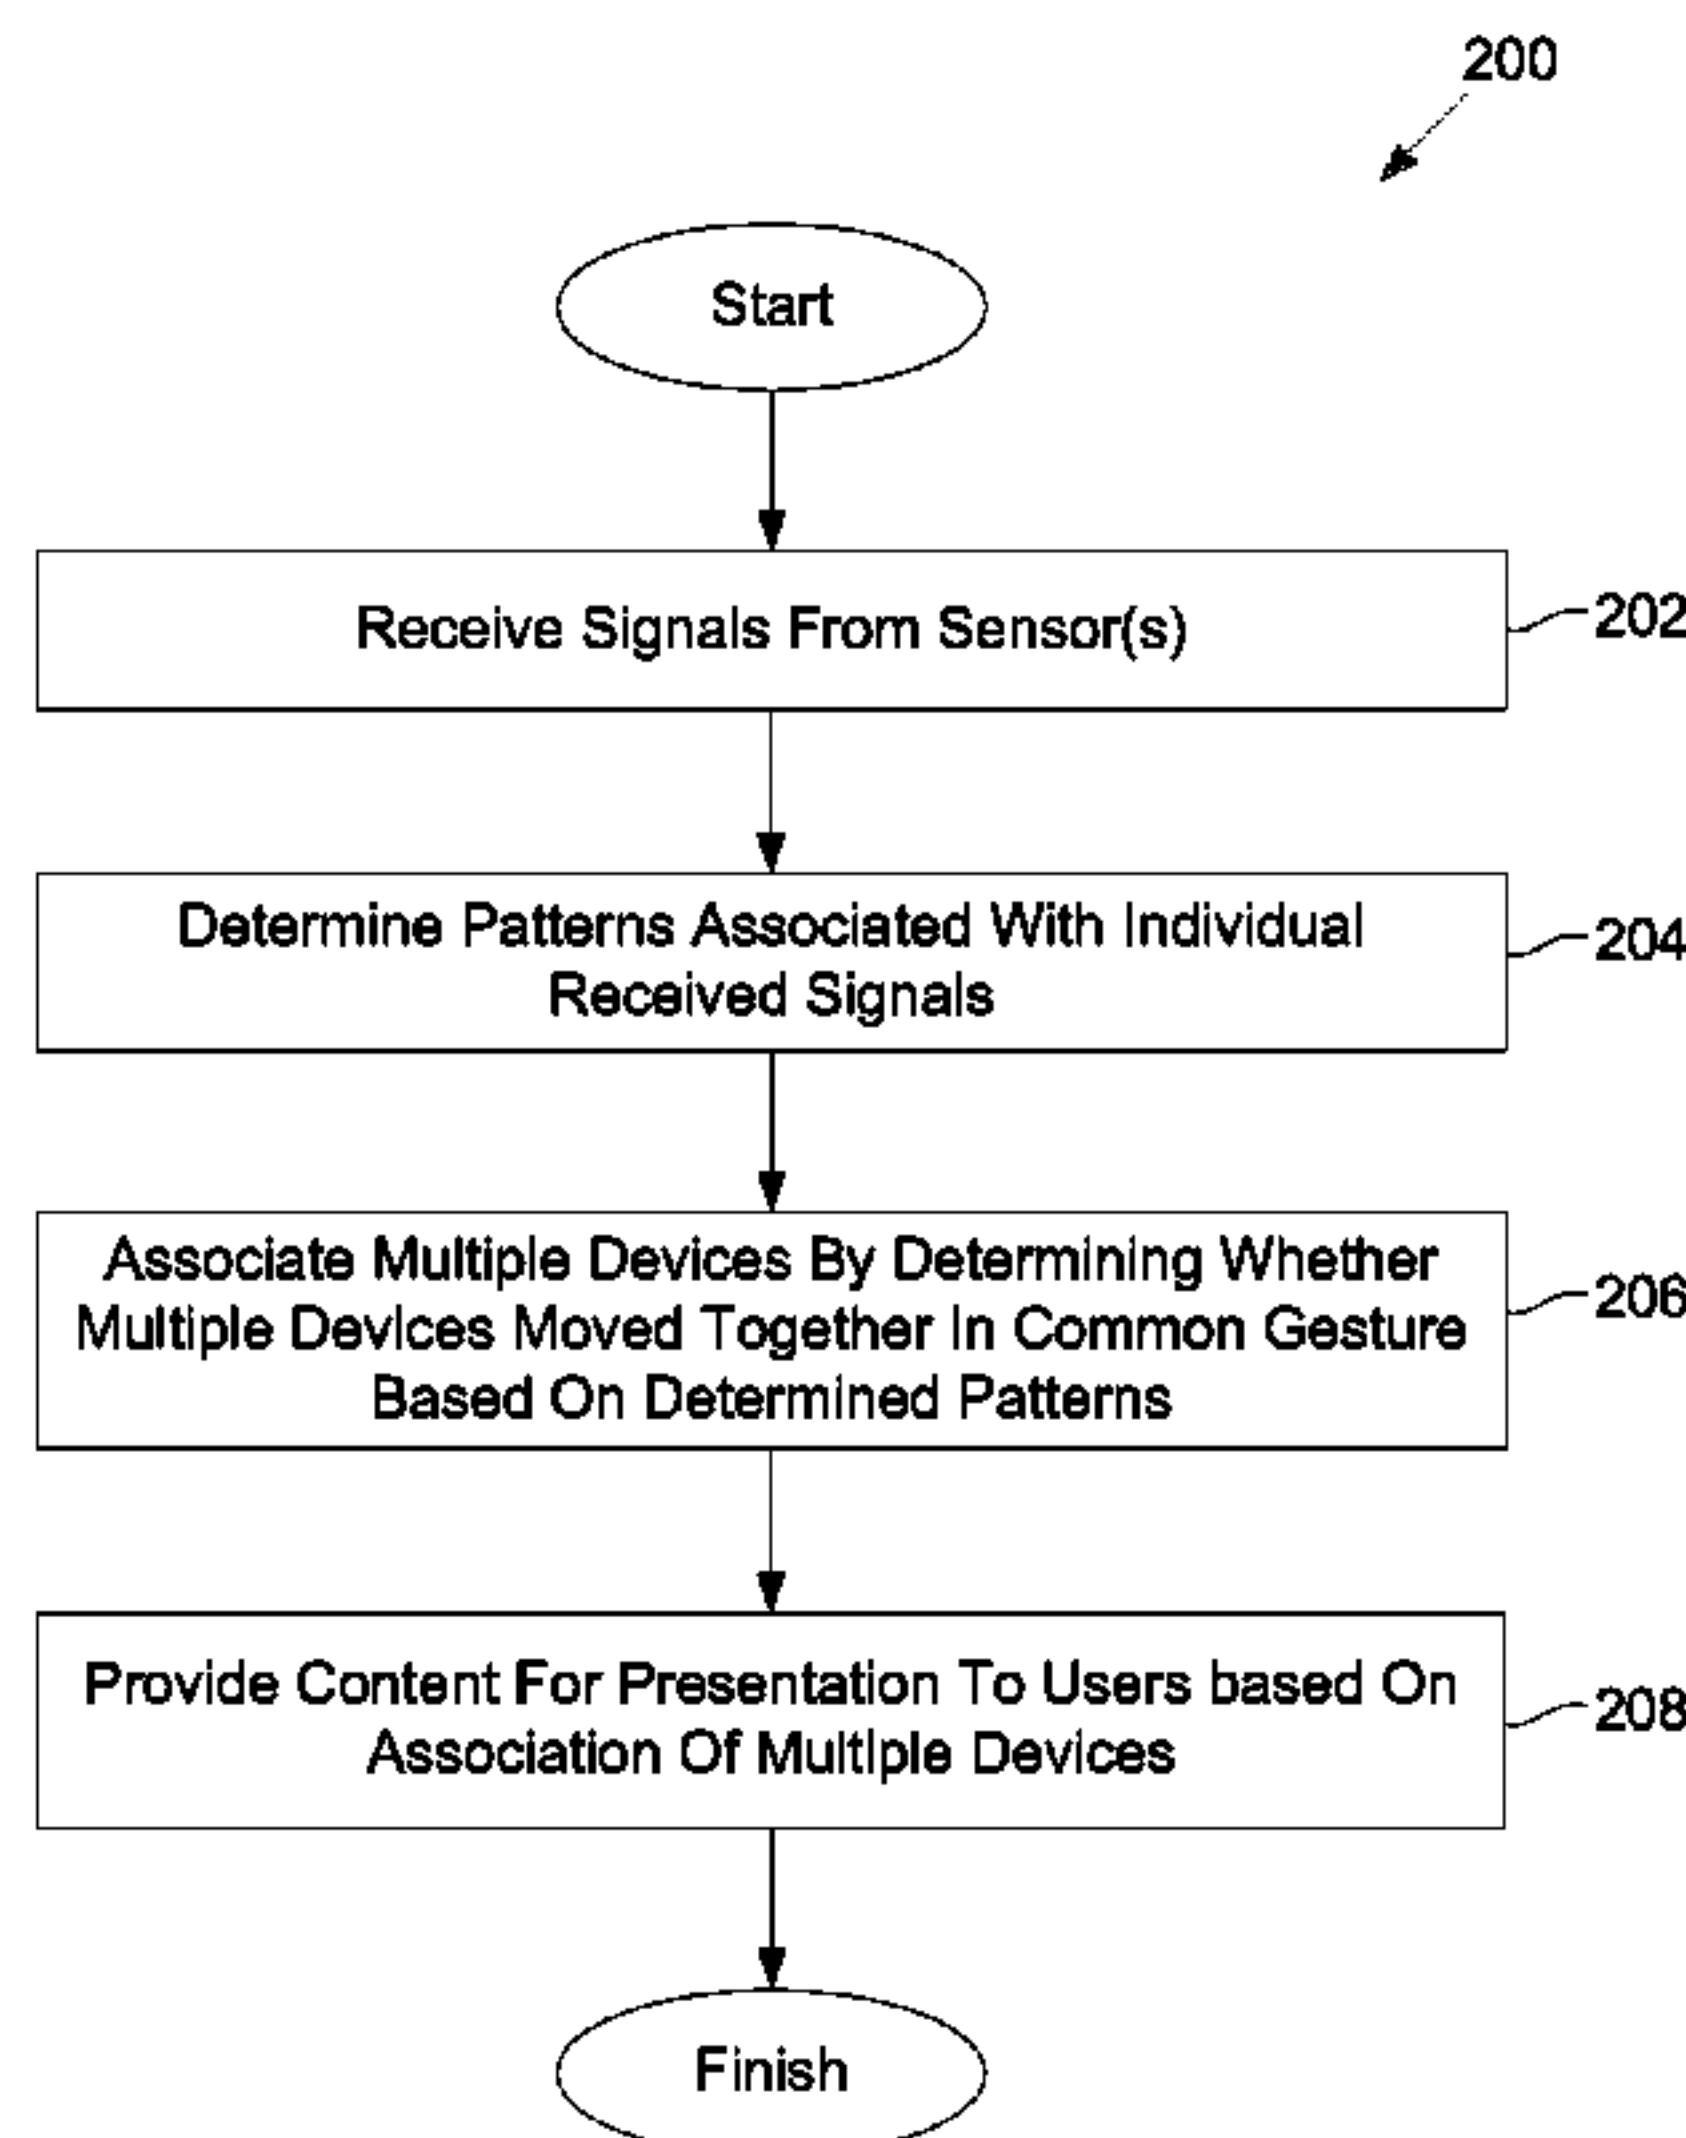 200
Start
Receive Signals From Sensor(s)
202
Determine Patterns Associated With Individual
Received Signals
204
Associate Multiple Devices By Determining Whether
Multiple Devices Moved Together In Common Gesture
Based On Determined Patterns
206
Provide Content For Presentation To Users based On
Association Of Multiple Devices
208
Finish